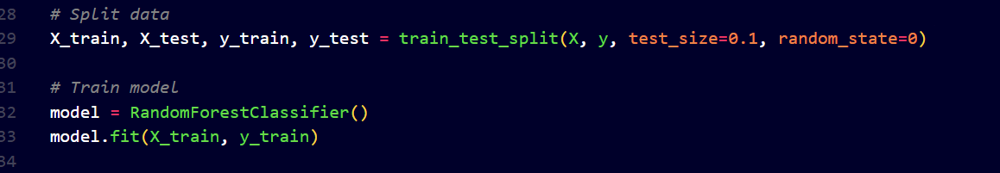 28 # Split data
29 X_train, X_test, y_train, y_test = train_test_split(X, y, test_size=0.1, random_state=0)
30
31 # Train model
32 model = RandomForestClassifier()
33 model.fit(X_train, y_train)
34